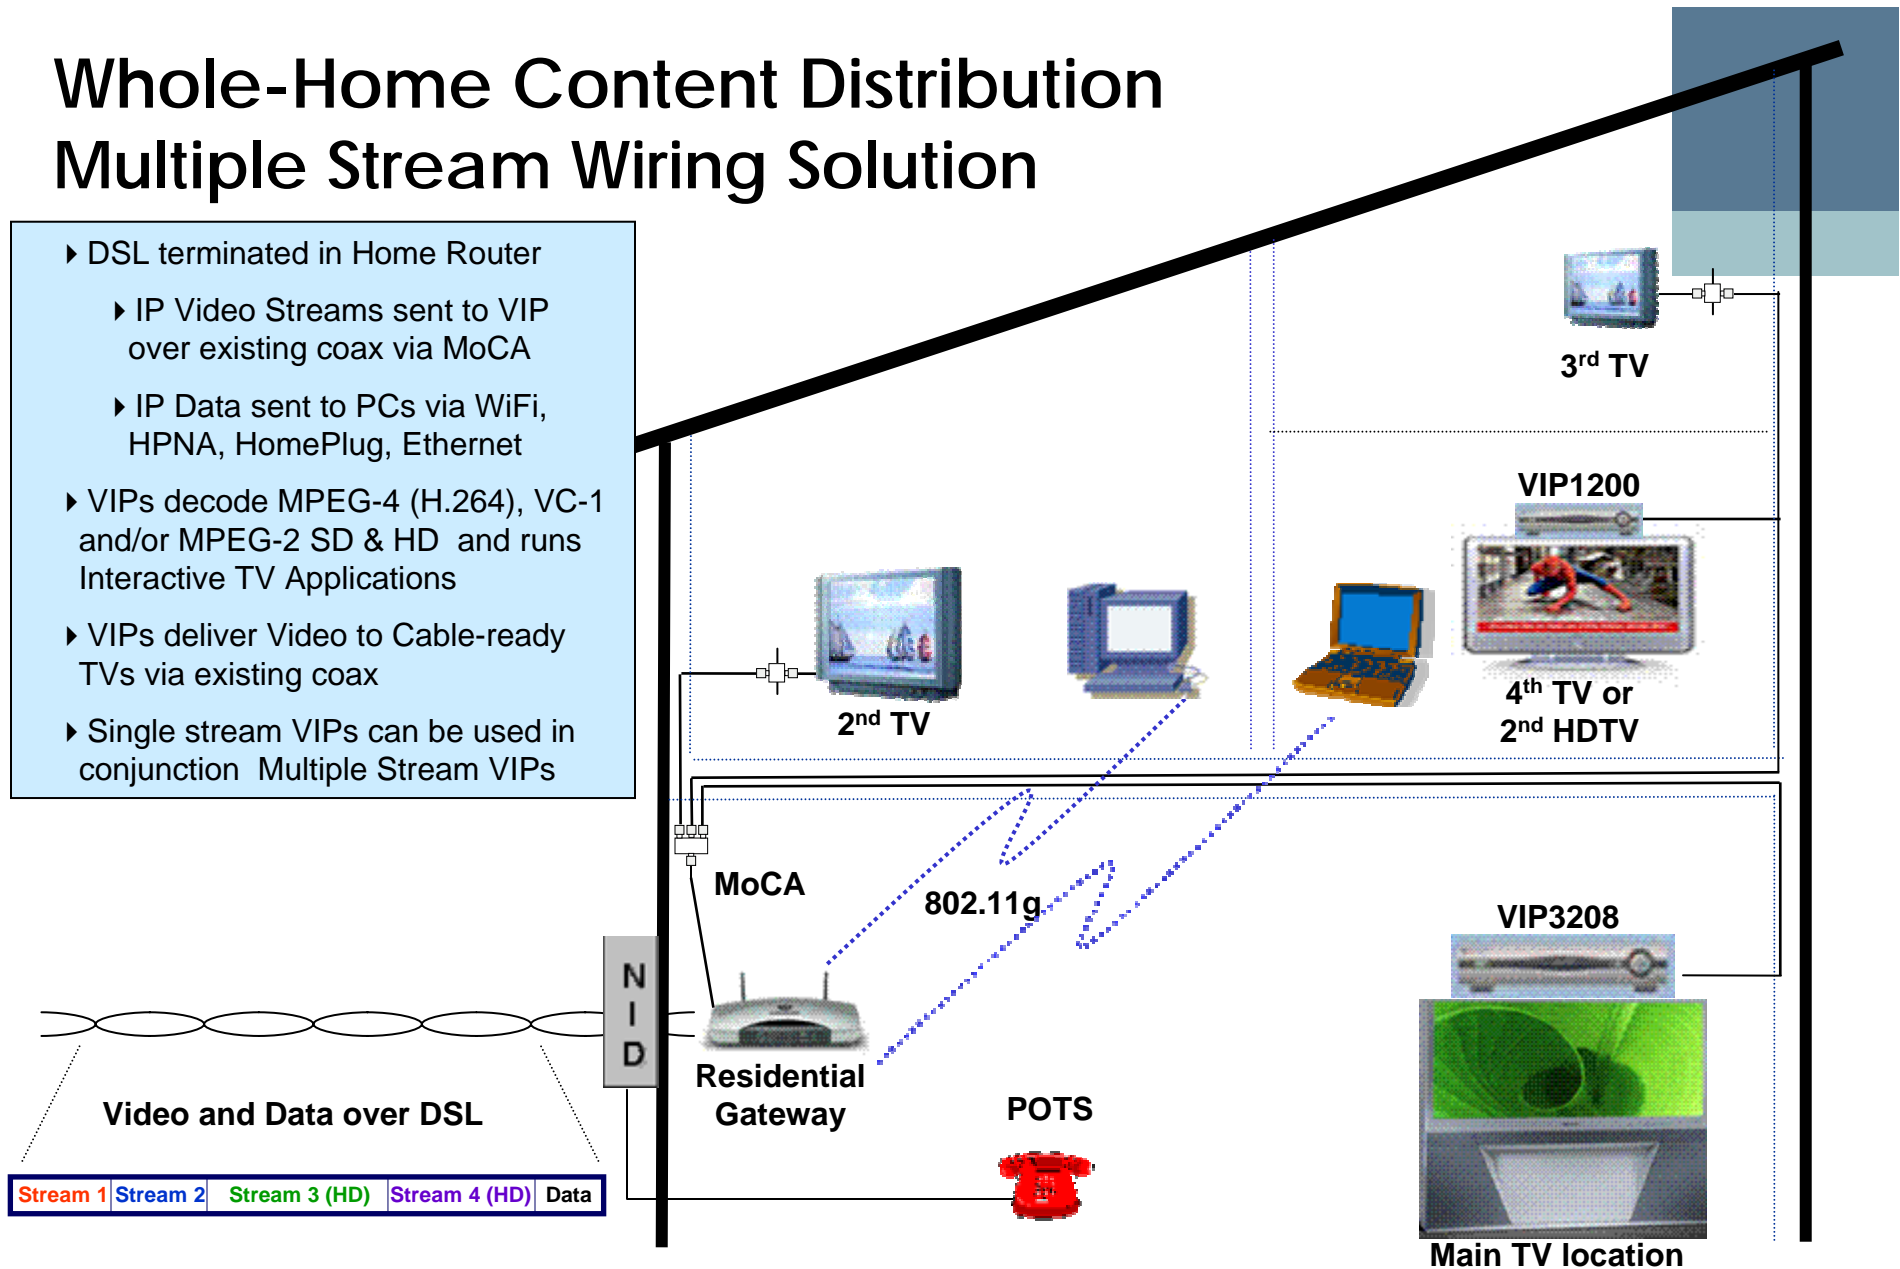 Whole-Home Content Distribution
Multiple Stream Wiring Solution
DSL terminated in Home Router
IP Video Streams sent to VIP
over existing coax via MoCA
IP Data sent to PCs via WiFi,
HPNA, HomePlug, Ethernet
VIPs decode MPEG-4 (H.264), VC-1
and/or MPEG-2 SD & HD and runs
Interactive TV Applications
VIPs deliver Video to Cable-ready
TVs via existing coax
Single stream VIPs can be used in
conjunction Multiple Stream VIPs
3rd TV
VIP1200
4th TV or
2nd HDTV
2nd TV
MoCA
802.11g
VIP3208
N
I
D
Residential
Gateway
Video and Data over DSL
POTS
Stream 1 Stream 2 Stream 3 (HD) Stream 4 (HD) Data
Main TV location